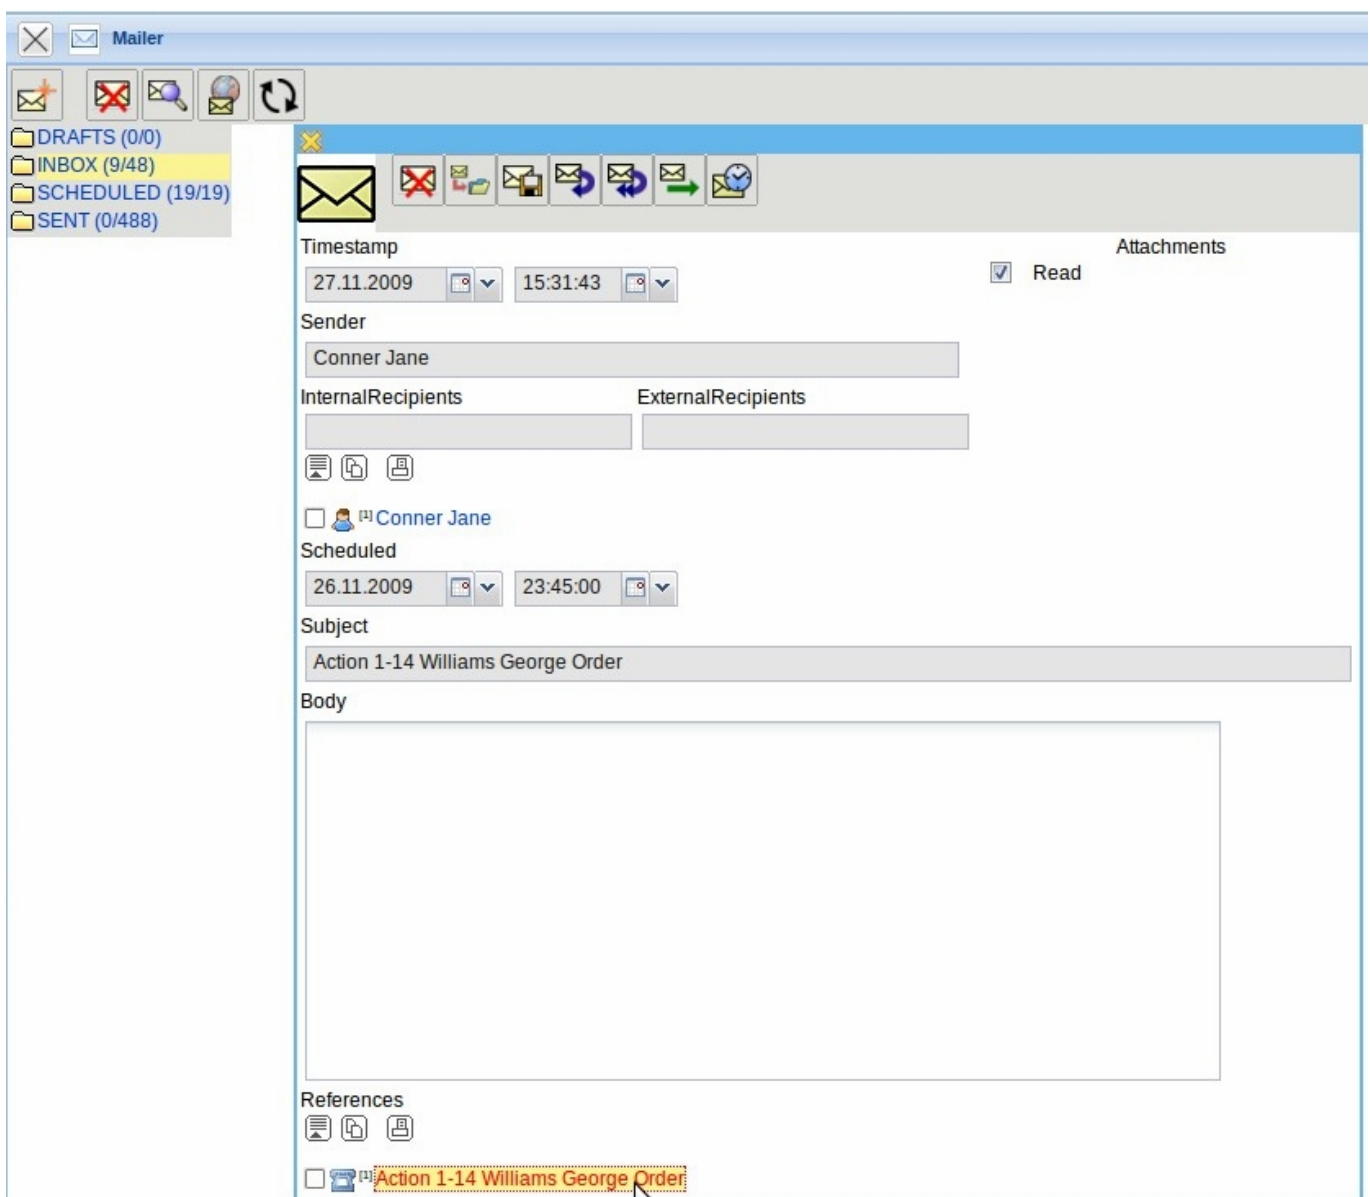 Mailer
DRAFTS (0/0)
INBOX (9/48)
SCHEDULED (19/19)
SENT (0/488)
Timestamp
Attachments
27.11.2009
15:31:43
Read
Sender
Conner Jane
InternalRecipients
ExternalRecipients
[1] Conner Jane
Scheduled
26.11.2009
23:45:00
Subject
Action 1-14 Williams George Order
Body
References
[1] Action 1-14 Williams George Order